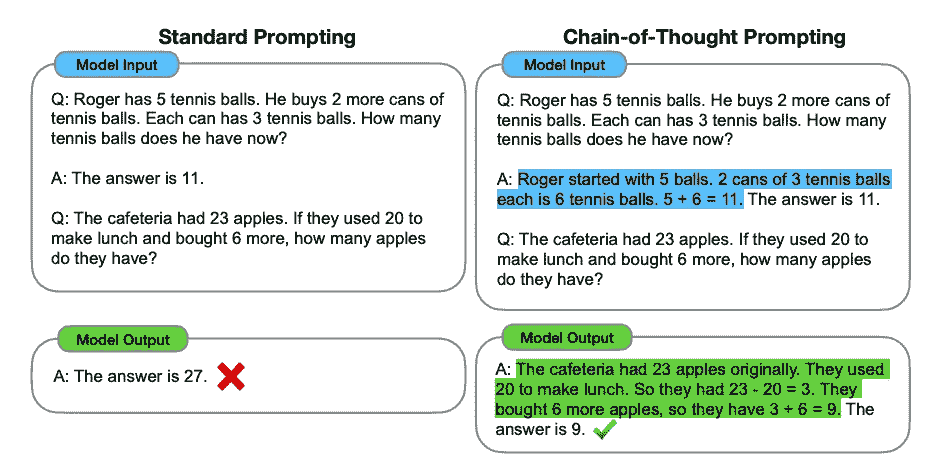 Standard Prompting
Model Input
Q: Roger has 5 tennis balls. He buys 2 more cans of
tennis balls. Each can has 3 tennis balls. How many
tennis balls does he have now?
A: The answer is 11.
Q: The cafeteria had 23 apples. If they used 20 to
make lunch and bought 6 more, how many apples
do they have?
Model Output
A: The answer is 27.
Chain-of-Thought Prompting
Model Input
Q: Roger has 5 tennis balls. He buys 2 more cans of
tennis balls. Each can has 3 tennis balls. How many
tennis balls does he have now?
A: Roger started with 5 balls. 2 cans of 3 tennis balls
each is 6 tennis balls. 5 + 6 = 11. The answer is 11.
Q: The cafeteria had 23 apples. If they used 20 to
make lunch and bought 6 more, how many apples
do they have?
Model Output
A: The cafeteria had 23 apples originally. They used
20 to make lunch. So they had 23 - 20 = 3. They
bought 6 more apples, so they have 3 + 6 = 9. The
answer is 9.